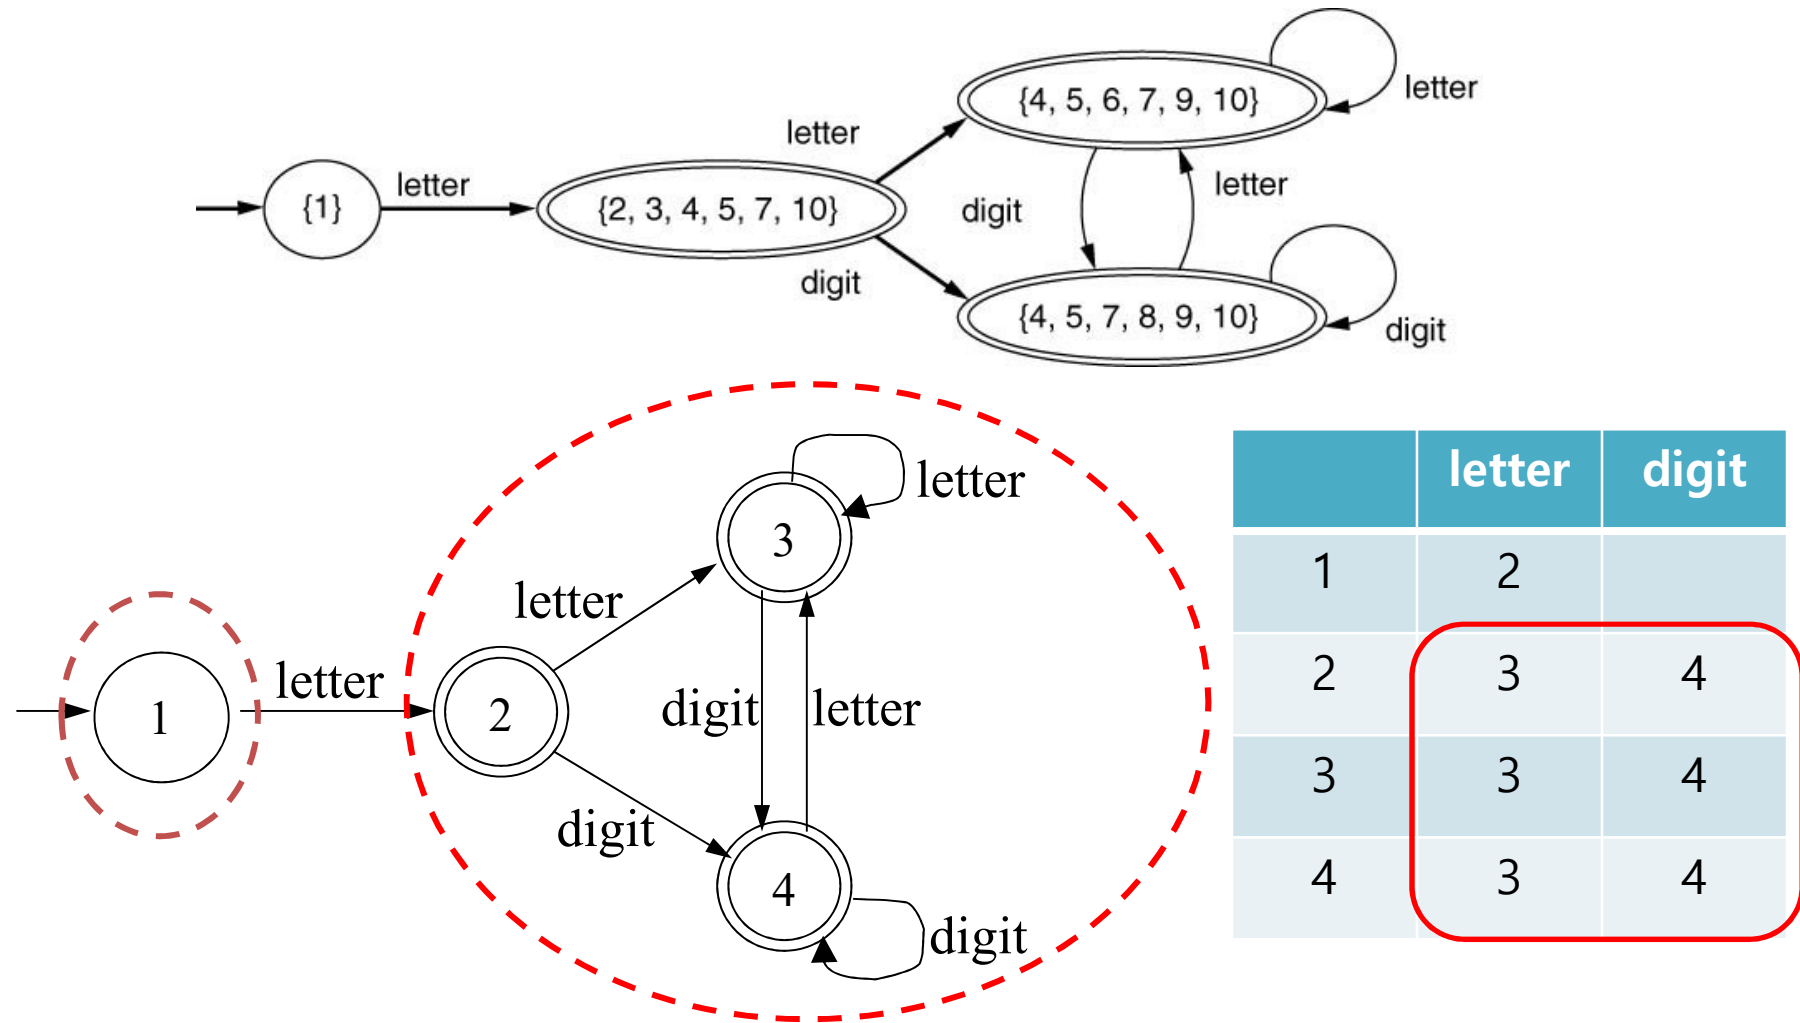 letter
{4, 5, 6, 7, 9, 10}
letter
{1}
letter
{2, 3, 4, 5, 7, 10}
digit
letter
digit
{4, 5, 7, 8, 9, 10}
digit
3
letter
letter
1
letter
2
digit
letter
digit
4
digit
letter digit
1 2
2 3 4
3 3 4
4 3 4